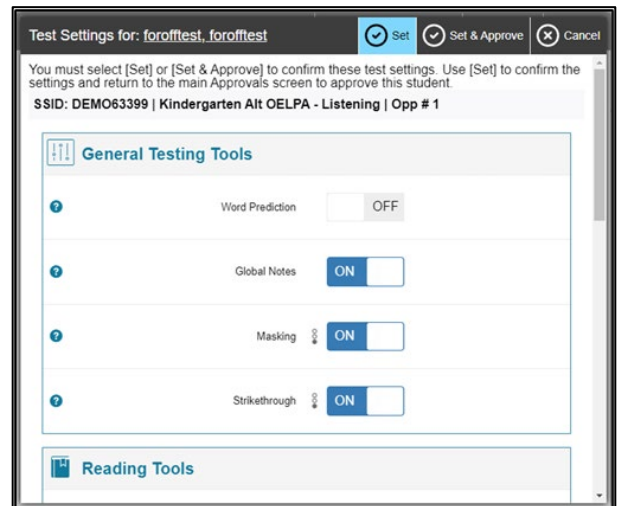 Test Settings for: forofftest, forofftest Set Set & Approve Cancel
You must select [Set] or [Set & Approve] to confirm these test settings. Use [Set] to confirm the
settings and return to the main Approvals screen to approve this student.
SSID: DEMO63399 | Kindergarten Alt OELPA - Listening | Opp # 1
General Testing Tools
Word Prediction OFF
Global Notes ON
Masking ON
Strikethrough ON
Reading Tools